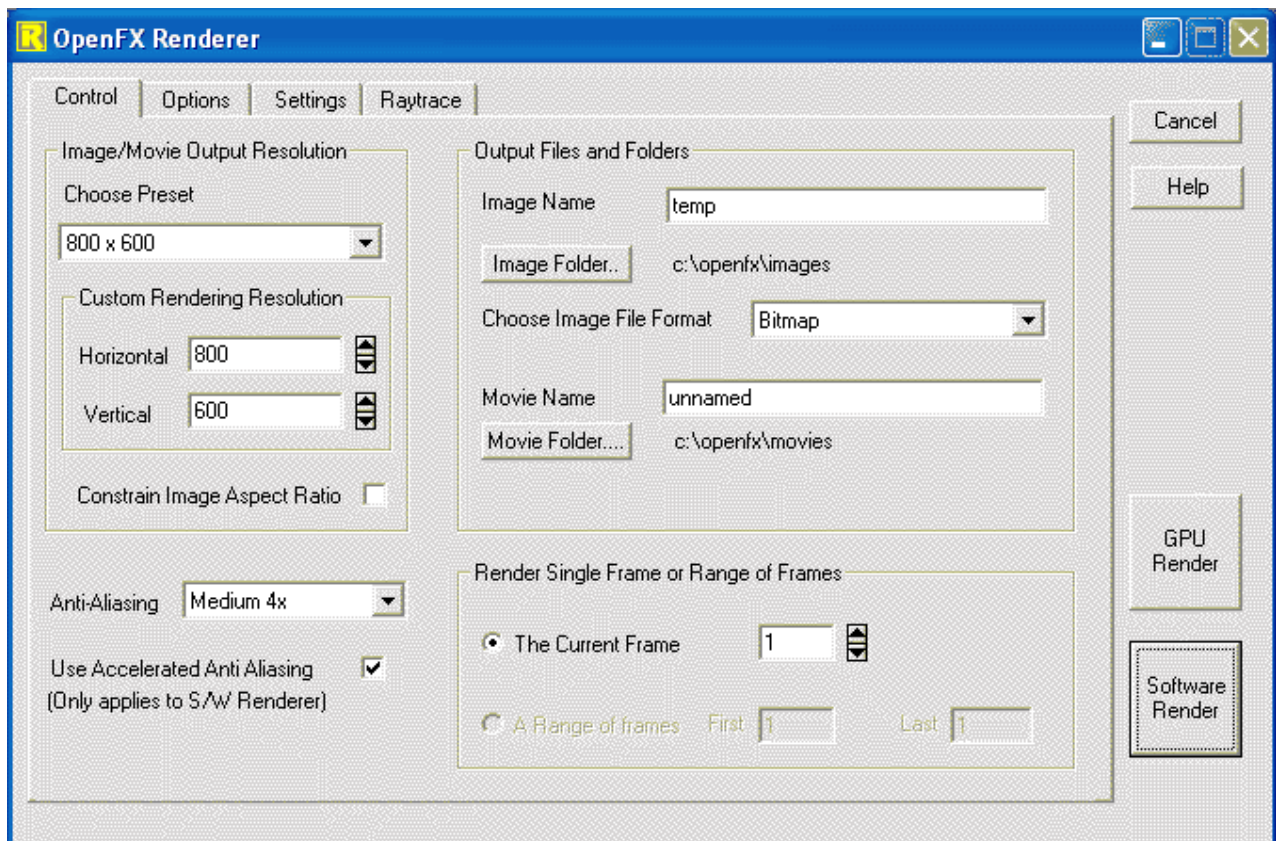 OpenFX Renderer
Control Options Settings Raytrace
Cancel
Help
Image/Movie Output Resolution
Choose Preset
800 x 600
Custom Rendering Resolution
Horizontal 800
Vertical 600
Constrain Image Aspect Ratio
Anti-Aliasing Medium 4x
Use Accelerated Anti Aliasing
(Only applies to S/W Renderer)
Output Files and Folders
Image Name temp
Image Folder.. c:\openfx\images
Choose Image File Format Bitmap
Movie Name unnamed
Movie Folder.... c:\openfx\movies
Render Single Frame or Range of Frames
The Current Frame 1
A Range of frames First 1 Last 1
GPU
Render
Software
Render